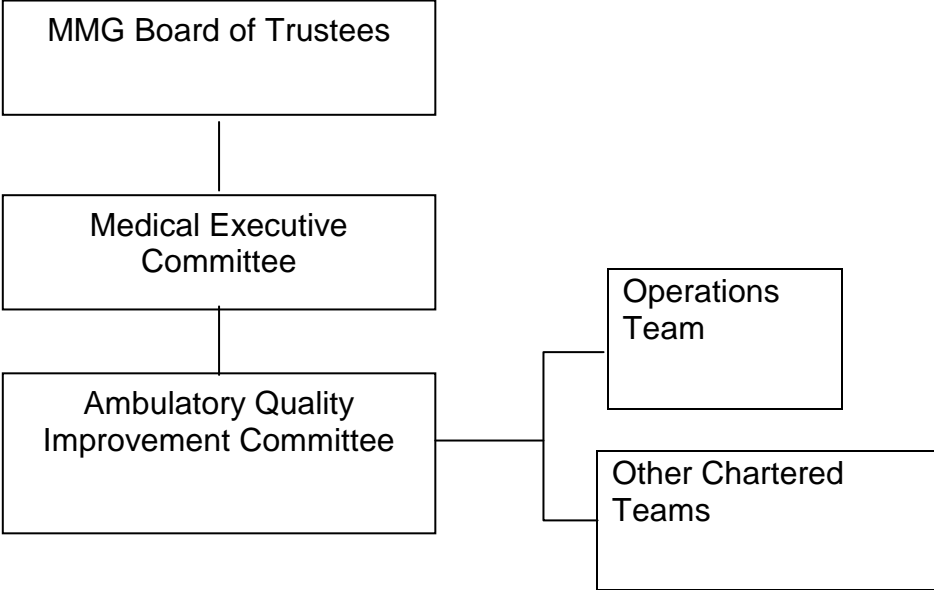 MMG Board of Trustees
Medical Executive
Committee
Ambulatory Quality
Improvement Committee
Operations
Team
Other Chartered
Teams